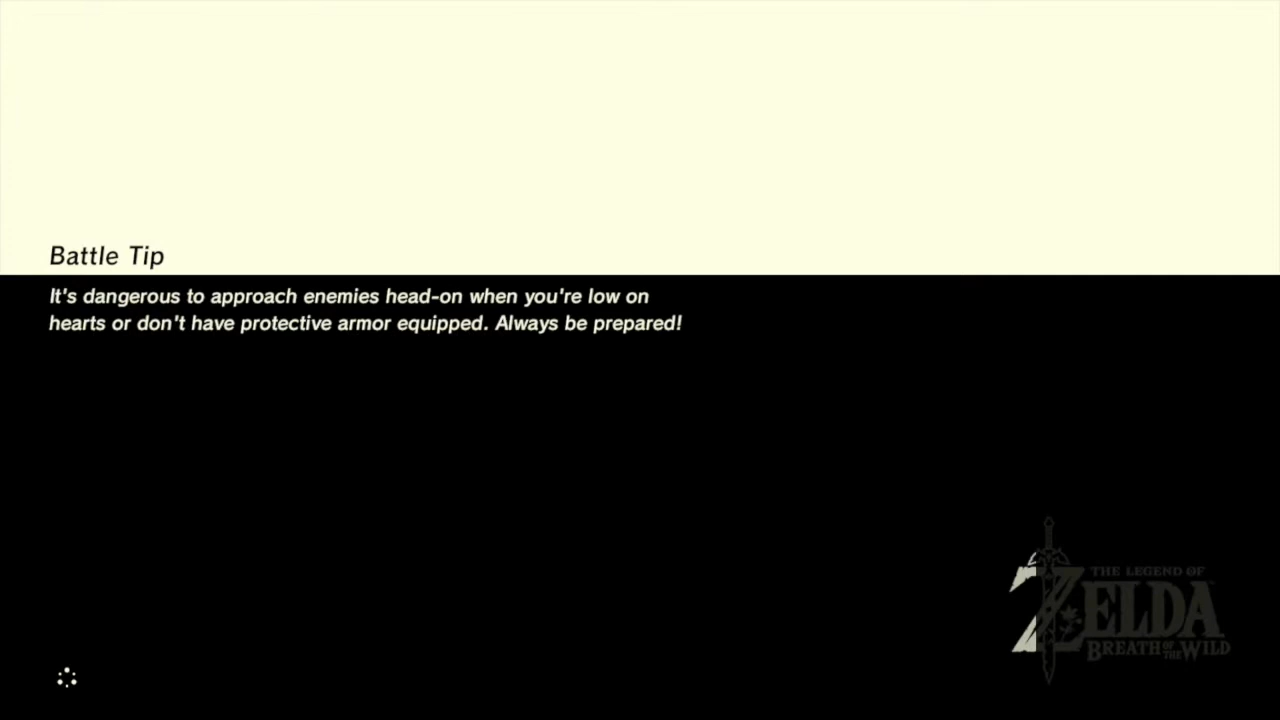 Battle Tip
It's dangerous to approach enemies head-on when you're low on
hearts or don't have protective armor equipped. Always be prepared!
THE LEGEND OF
ZELDA
BREATH OF THE WILD